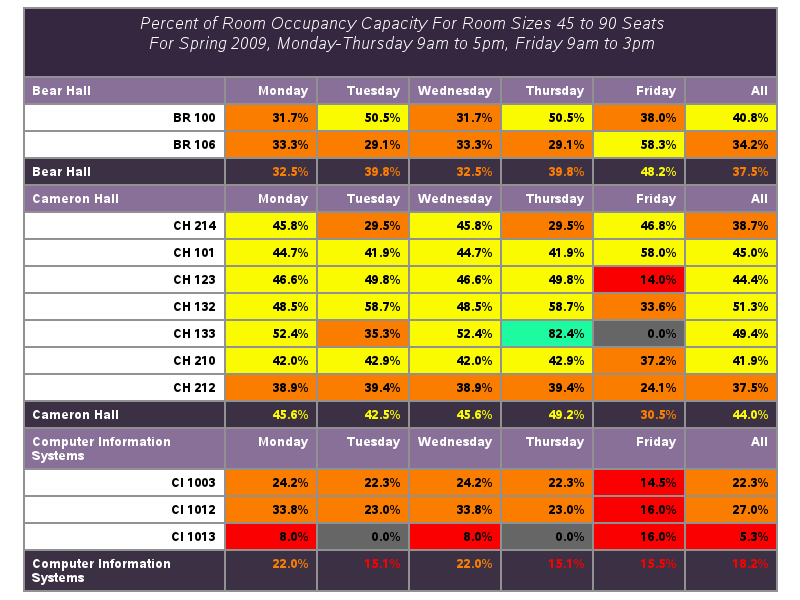 Percent of Room Occupancy Capacity For Room Sizes 45 to 90 Seats
For Spring 2009, Monday-Thursday 9am to 5pm, Friday 9am to 3pm
Bear Hall Monday Tuesday Wednesday Thursday Friday All
BR 100 31.7% 50.5% 31.7% 50.5% 38.0% 40.8%
BR 106 33.3% 29.1% 33.3% 29.1% 58.3% 34.2%
Bear Hall 32.5% 39.8% 32.5% 39.8% 48.2% 37.5%
Cameron Hall Monday Tuesday Wednesday Thursday Friday All
CH 214 45.8% 29.5% 45.8% 29.5% 46.8% 38.7%
CH 101 44.7% 41.9% 44.7% 41.9% 58.0% 45.0%
CH 123 46.6% 49.8% 46.6% 49.8% 14.0% 44.4%
CH 132 48.5% 58.7% 48.5% 58.7% 33.6% 51.3%
CH 133 52.4% 35.3% 52.4% 82.4% 0.0% 49.4%
CH 210 42.0% 42.9% 42.0% 42.9% 37.2% 41.9%
CH 212 38.9% 39.4% 38.9% 39.4% 24.1% 37.5%
Cameron Hall 45.6% 42.5% 45.6% 49.2% 30.5% 44.0%
Computer Information Monday Tuesday Wednesday Thursday Friday All
Systems
CI 1003 24.2% 22.3% 24.2% 22.3% 14.5% 22.3%
CI 1012 33.8% 23.0% 33.8% 23.0% 16.0% 27.0%
CI 1013 8.0% 0.0% 8.0% 0.0% 16.0% 5.3%
Computer Information 22.0% 15.1% 22.0% 15.1% 15.5% 18.2%
Systems